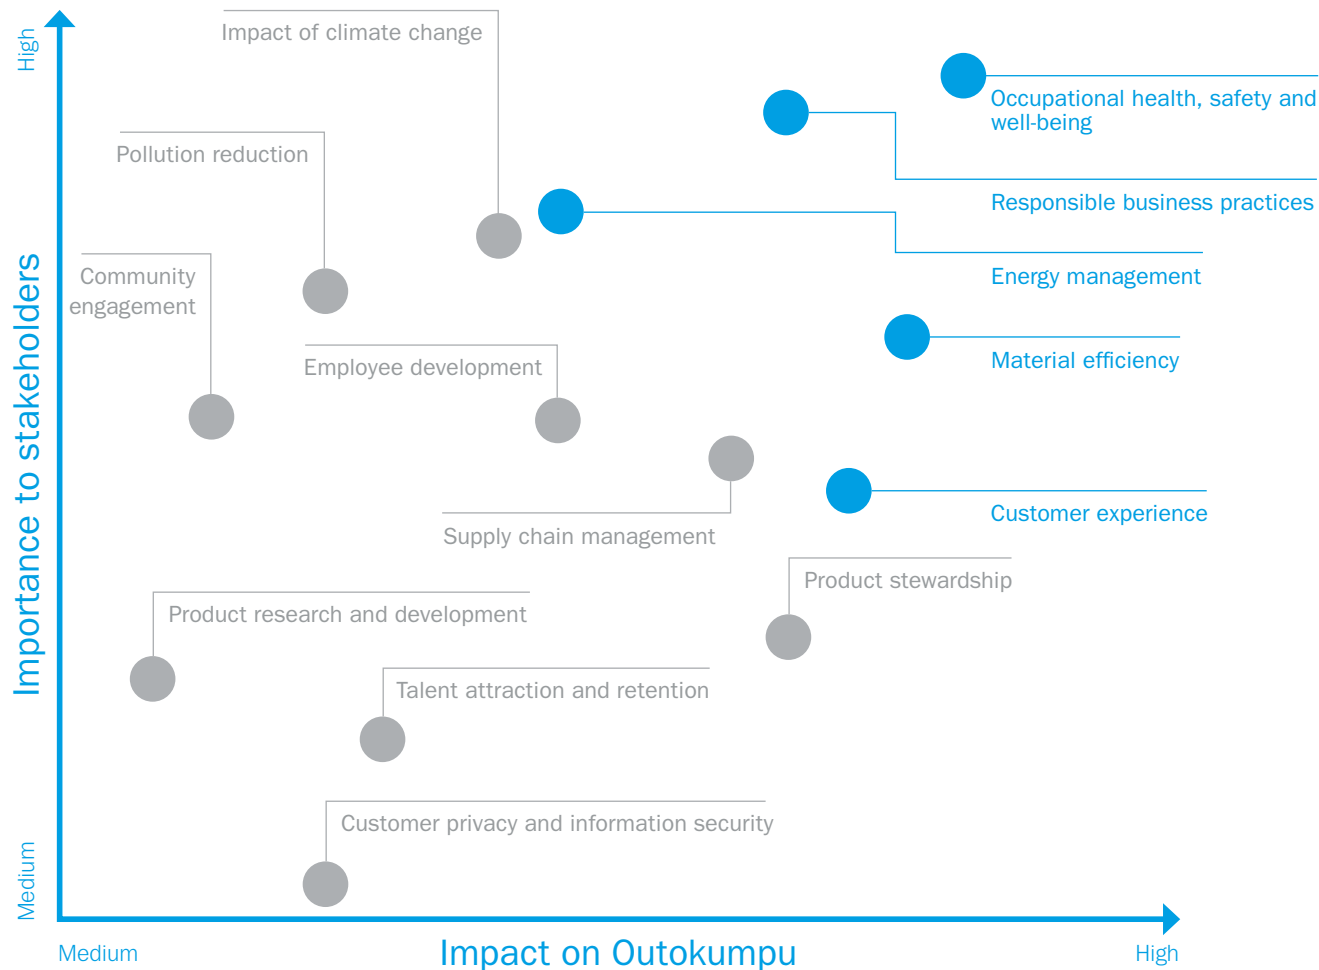 High
Impact of climate change
Occupational health, safety and
well-being
Pollution reduction
Responsible business practices
Community
engagement
Energy management
Importance to stakeholders
Employee development
Material efficiency
Supply chain management
Customer experience
Product stewardship
Product research and development
Talent attraction and retention
Customer privacy and information security
Medium
Medium
Impact on Outokumpu
High